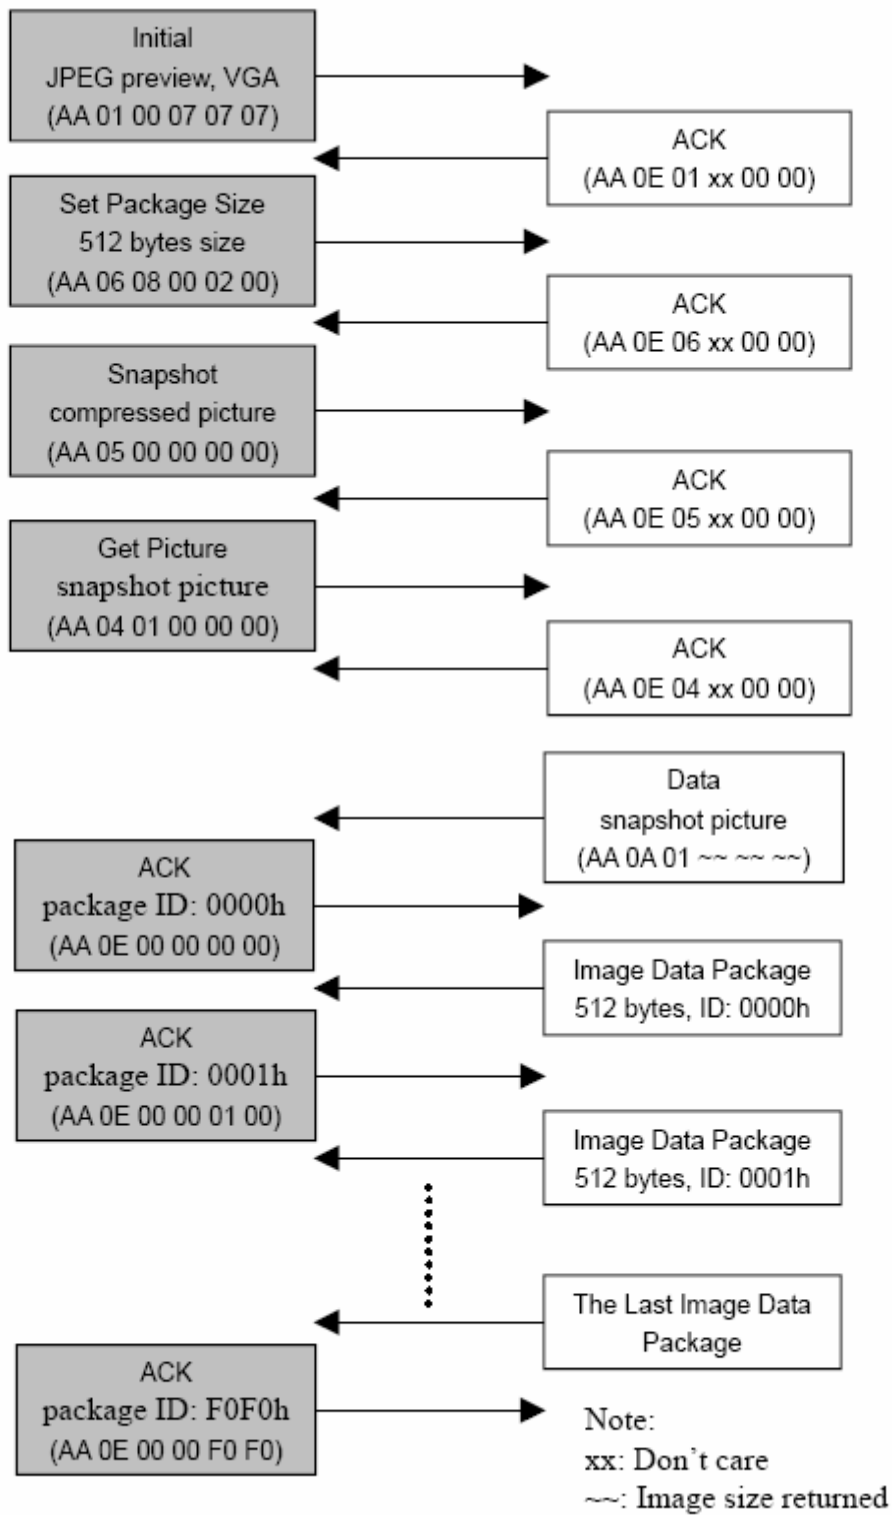 Initial
JPEG preview, VGA
(AA 01 00 07 07 07)
ACK
(AA 0E 01 xx 00 00)
Set Package Size
512 bytes size
(AA 06 08 00 02 00)
ACK
(AA 0E 06 xx 00 00)
Snapshot
compressed picture
(AA 05 00 00 00 00)
ACK
(AA 0E 05 xx 00 00)
Get Picture
snapshot picture
(AA 04 01 00 00 00)
ACK
(AA 0E 04 xx 00 00)
Data
snapshot picture
(AA 0A 01 ~~ ~~ ~~)
ACK
package ID: 0000h
(AA 0E 00 00 00 00)
Image Data Package
512 bytes, ID: 0000h
ACK
package ID: 0001h
(AA 0E 00 00 01 00)
Image Data Package
512 bytes, ID: 0001h
The Last Image Data
Package
ACK
package ID: F0F0h
(AA 0E 00 00 F0 F0)
Note:
xx: Don't care
~~: Image size returned